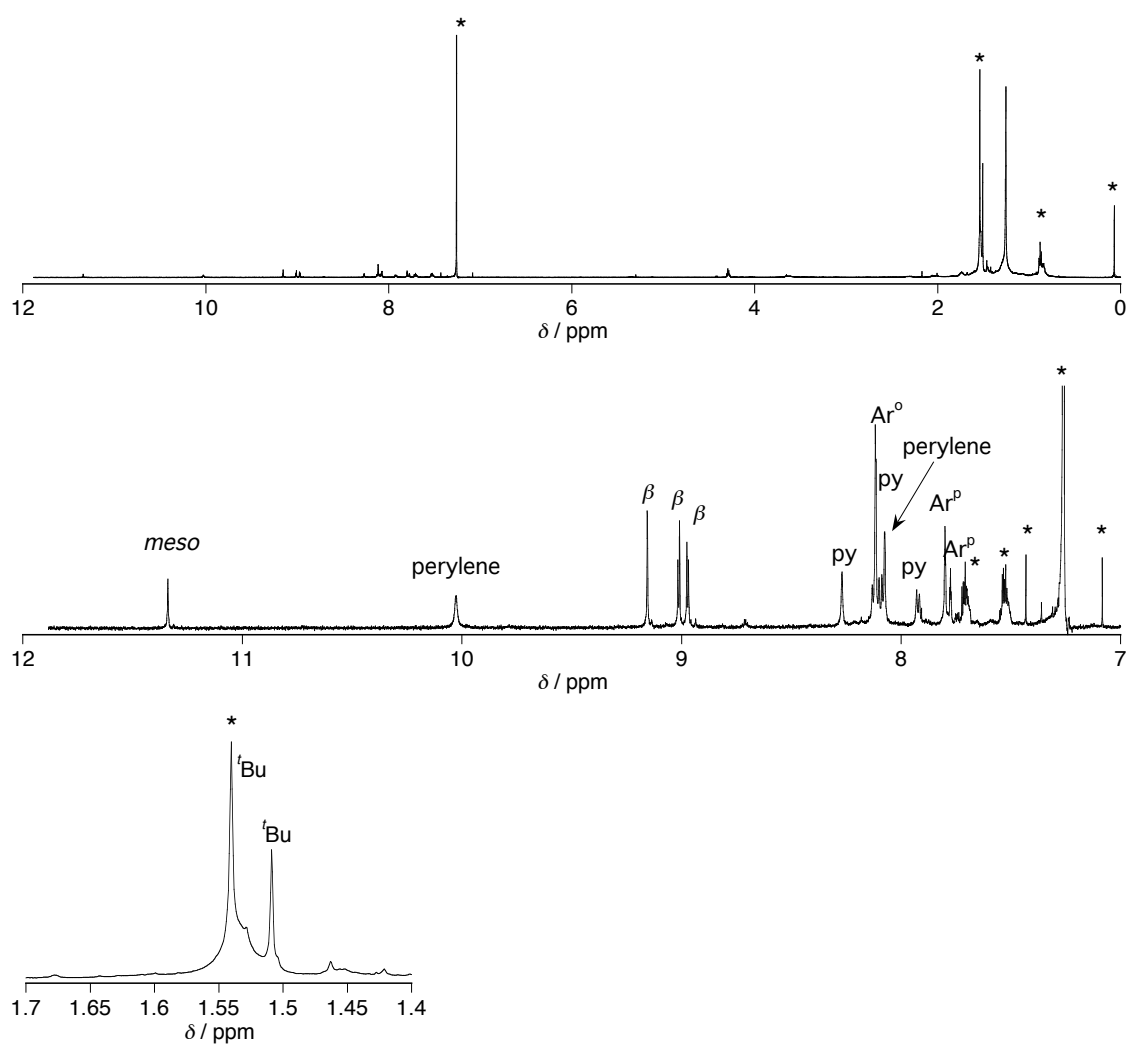 *
*
*
*
12 10 8 6 4 2 0
δ / ppm
*
Ar^o
perylene
py
β β β
Ar^p
meso
perylene
py
py
Ar^p
* * * *
12 11 10 9 8 7
δ / ppm
*
^tBu
^tBu
1.7 1.65 1.6 1.55 1.5 1.45 1.4
δ / ppm